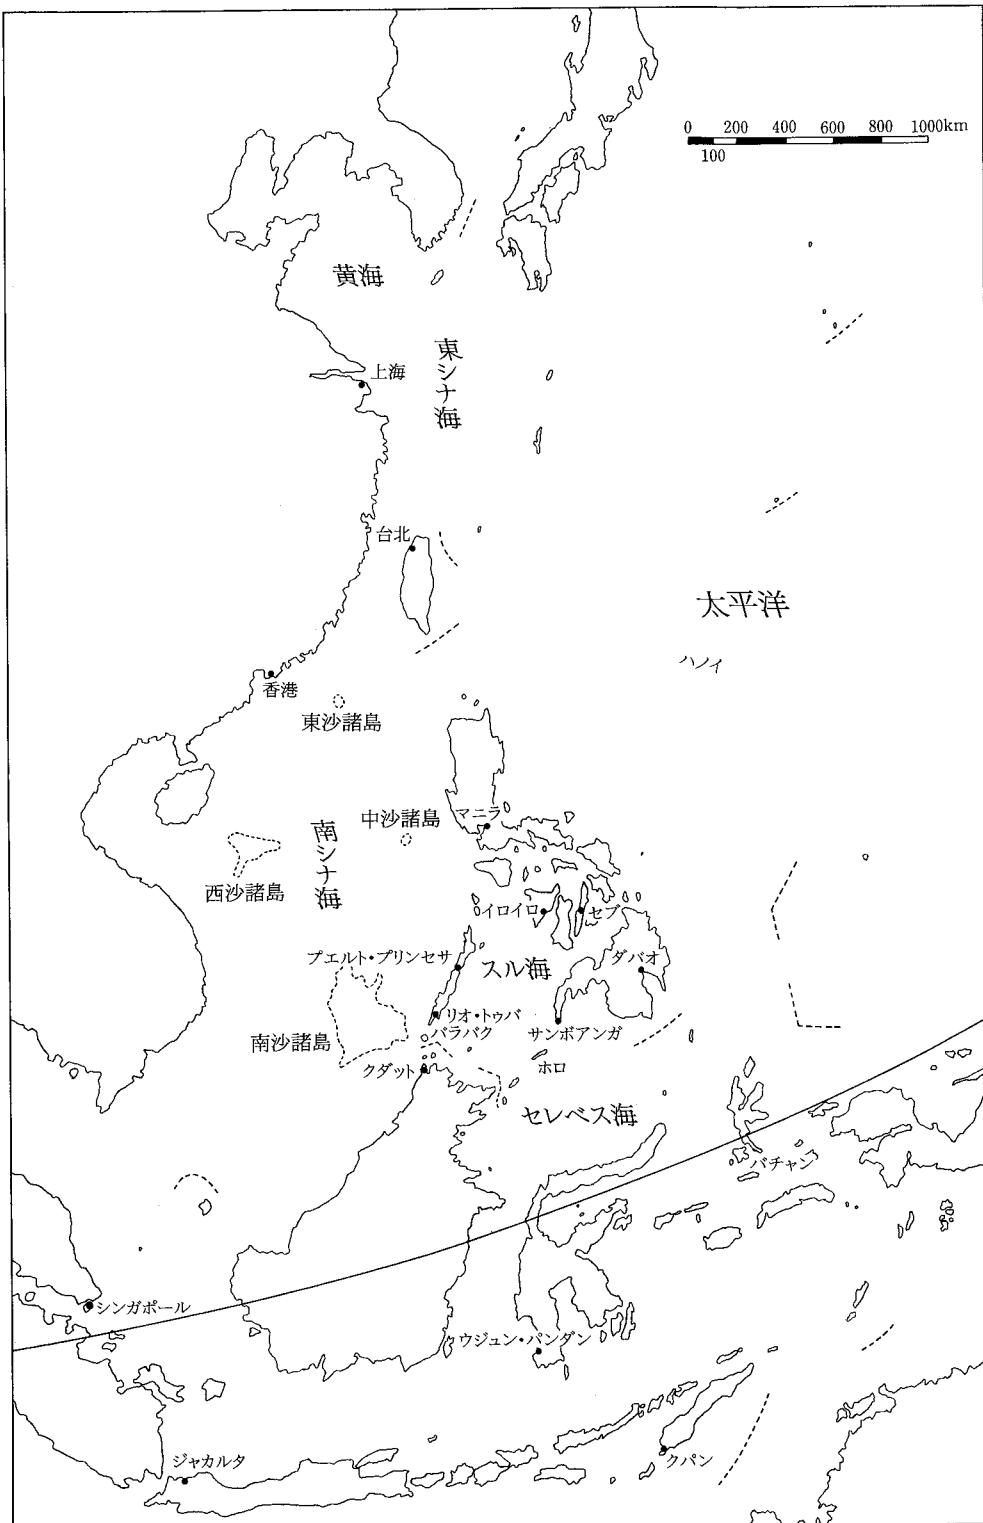 0 200 400 600 800 1000km
100
黄海
東シナ海
上海
台北
太平洋
ハノイ
香港
東沙諸島
中沙諸島
マニラ
南シナ海
西沙諸島
イロイロ
セブ
プエルト・プリンセサ
スル海
ダバオ
リオ・トゥバ
バラバク
サンボアンガ
南沙諸島
クダット
ホロ
セレベス海
バチャン
シンガポール
ウジュン・パンダン
ジャカルタ
クパン